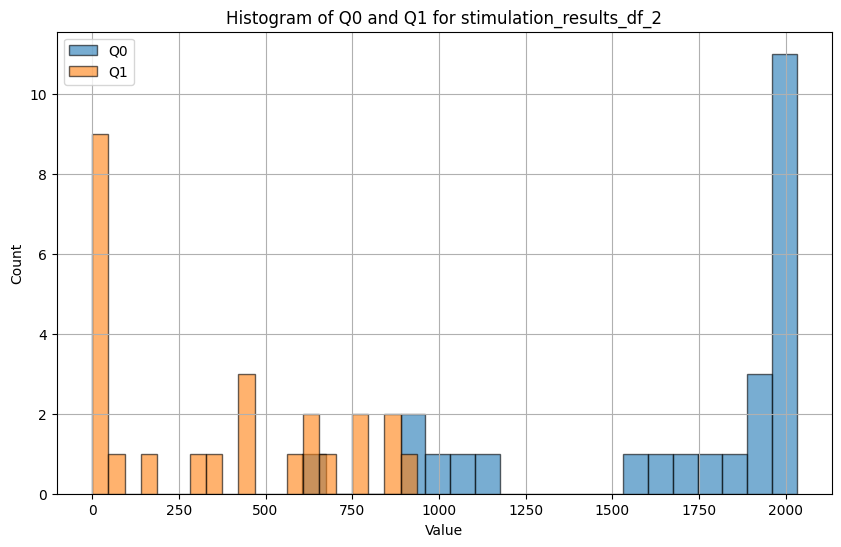 Histogram of Q0 and Q1 for stimulation_results_df_2
Q0
Q1
Count
10
8
6
4
2
0
0 250 500 750 1000 1250 1500 1750 2000
Value